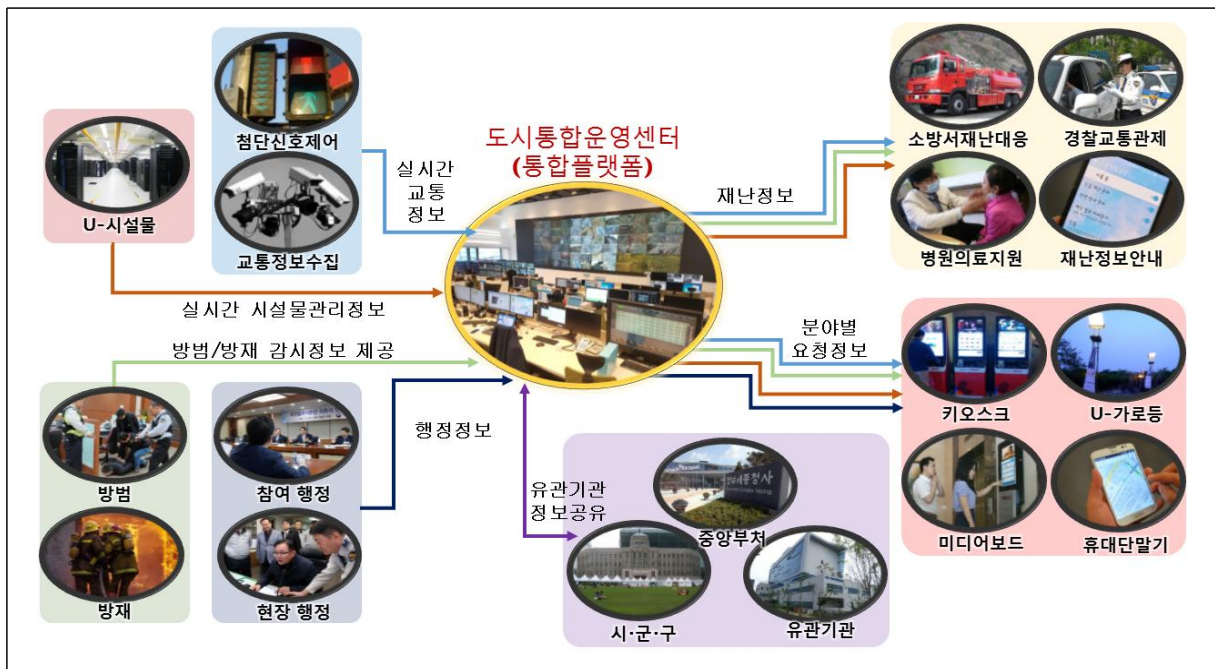 첨단신호제어
교통정보수집
U-시설물
실시간
교통
정보
실시간 시설물관리정보
도시통합운영센터
(통합플랫폼)
재난정보
소방서재난대응
경찰교통관제
병원의료지원
재난정보안내
방범/방재 감시정보 제공
방범
방재
참여 행정
현장 행정
행정정보
유관기관
정보공유
중앙부처
시·군·구
유관기관
분야별
요청정보
키오스크
U-가로등
미디어보드
휴대단말기